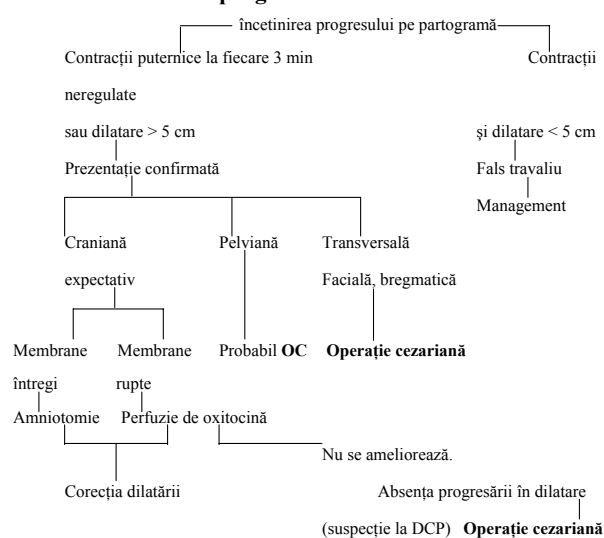 încetinirea progresului pe partogramă
Contracții puternice la fiecare 3 min Contracții
neregulate
sau dilatare > 5 cm și dilatare < 5 cm
Prezentație confirmată Fals travaliu
Management
Craniană Pelviană Transversală
expectativ Facială, bregmatică
Membrane Membrane Probabil OC Operație cezariană
întregi rupte
Amniotomie Perfuzie de oxitocină
Nu se ameliorează.
Corecția dilatării Absența progresării în dilatare
(suspecție la DCP) Operație cezariană